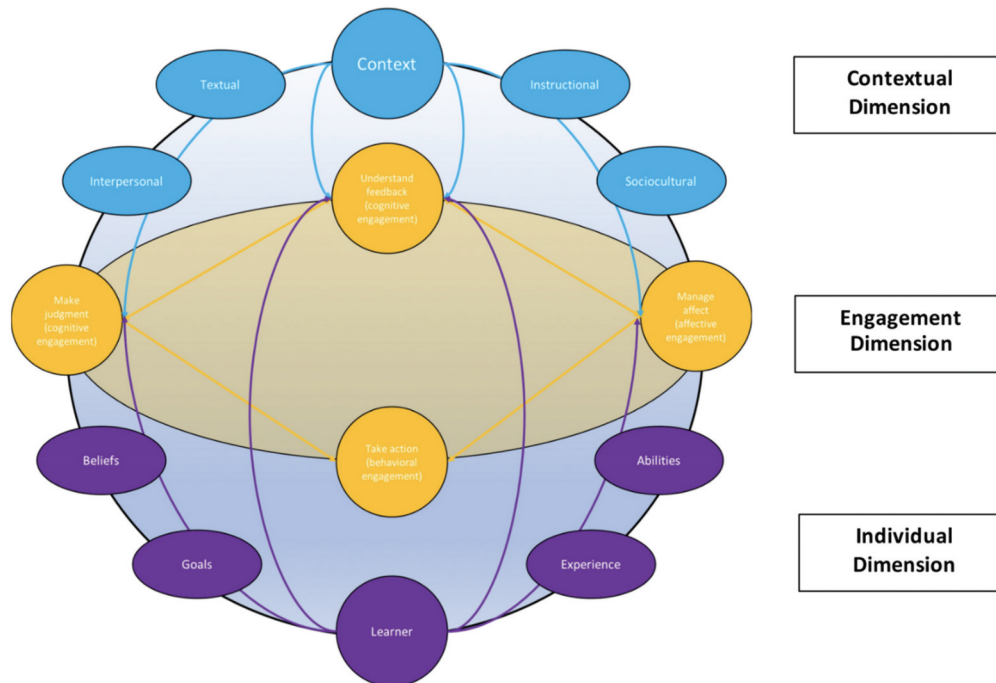 Context
Textual
Instructional
Contextual
Dimension
Interpersonal
Sociocultural
Understand
feedback
(cognitive
engagement)
Make
judgment
(cognitive
engagement)
Manage
affect
(affective
engagement)
Engagement
Dimension
Take action
(behavioral
engagement)
Beliefs
Abilities
Goals
Experience
Individual
Dimension
Learner